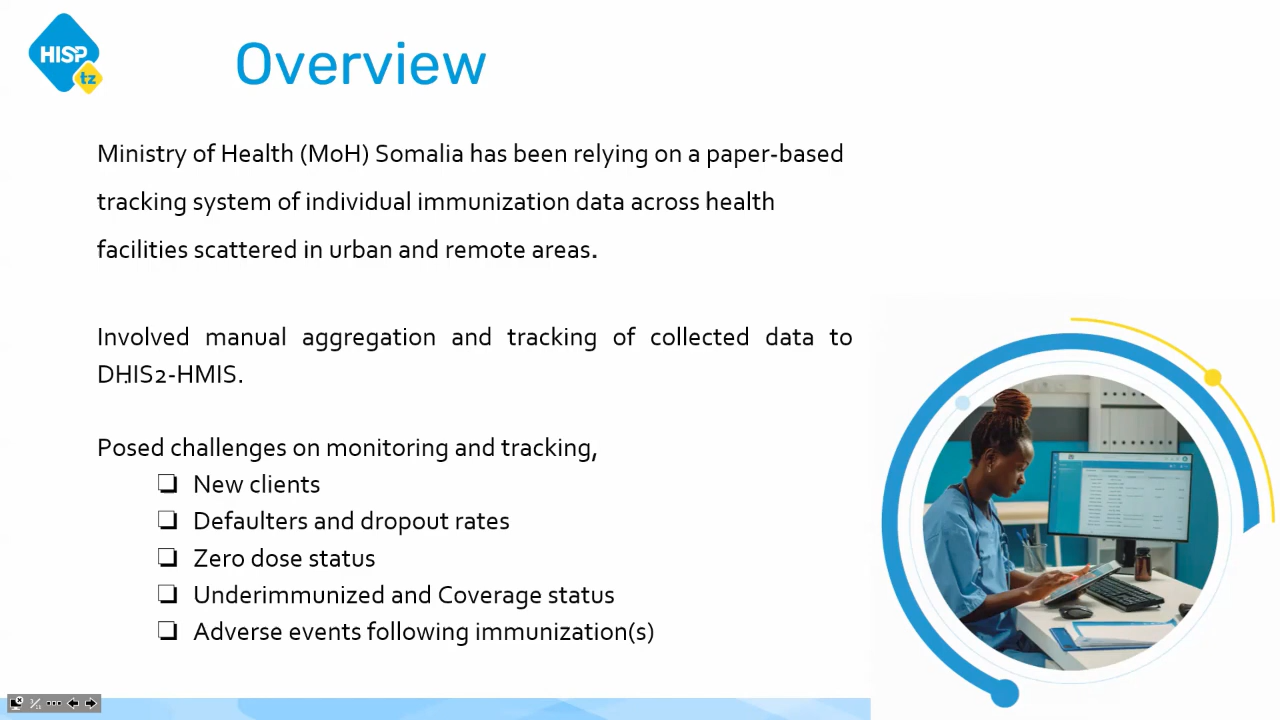 HISP
tz
Overview
Ministry of Health (MoH) Somalia has been relying on a paper-based
tracking system of individual immunization data across health
facilities scattered in urban and remote areas.
Involved manual aggregation and tracking of collected data to
DHIS2-HMIS.
Posed challenges on monitoring and tracking,
❏ New clients
❏ Defaulters and dropout rates
❏ Zero dose status
❏ Underimmunized and Coverage status
❏ Adverse events following immunization(s)